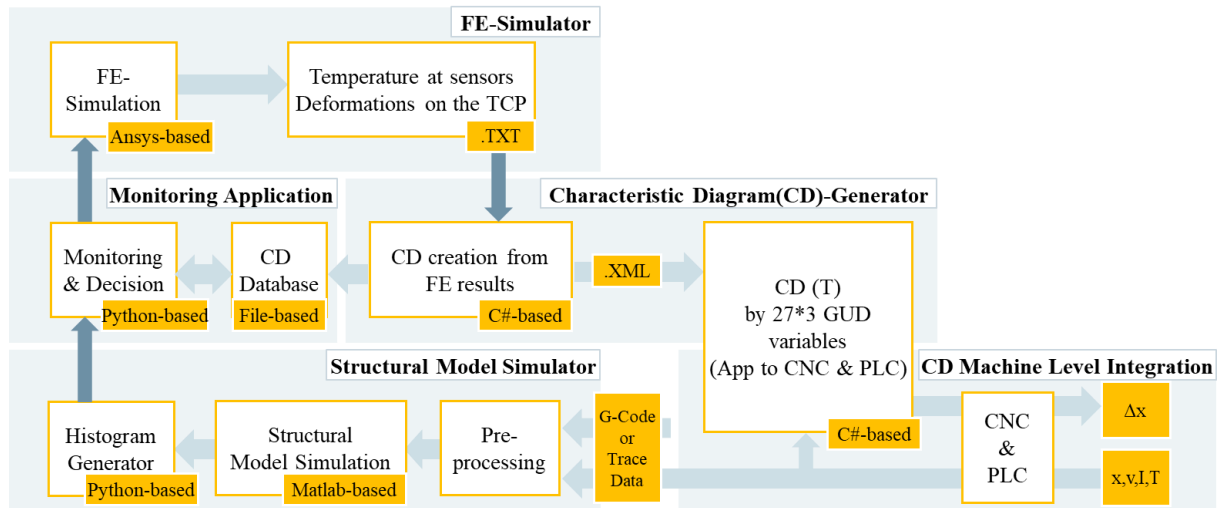 FE-Simulator
FE-
Simulation
Ansys-based
Temperature at sensors
Deformations on the TCP
.TXT
Monitoring Application
Monitoring
& Decision
Python-based
CD
Database
File-based
Characteristic Diagram(CD)-Generator
CD creation from
FE results
C#-based
.XML
CD (T)
by 27*3 GUD
variables
(App to CNC & PLC)
C#-based
Structural Model Simulator
Histogram
Generator
Python-based
Structural
Model Simulation
Matlab-based
Pre-
processing
G-Code
or
Trace
Data
CD Machine Level Integration
CNC
&
PLC
Δx
x,v,I,T